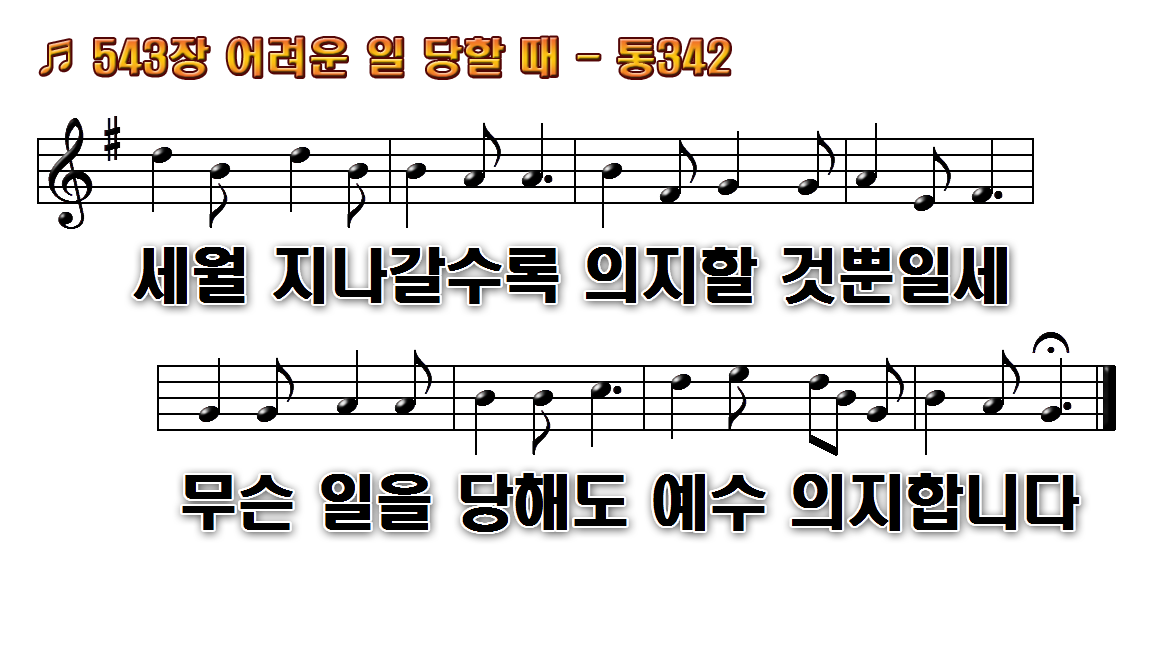 ♬ 543장 어려운 일 당할 때 - 통342
세월 지나갈수록 의지할 것뿐일세
무슨 일을 당해도 예수 의지합니다